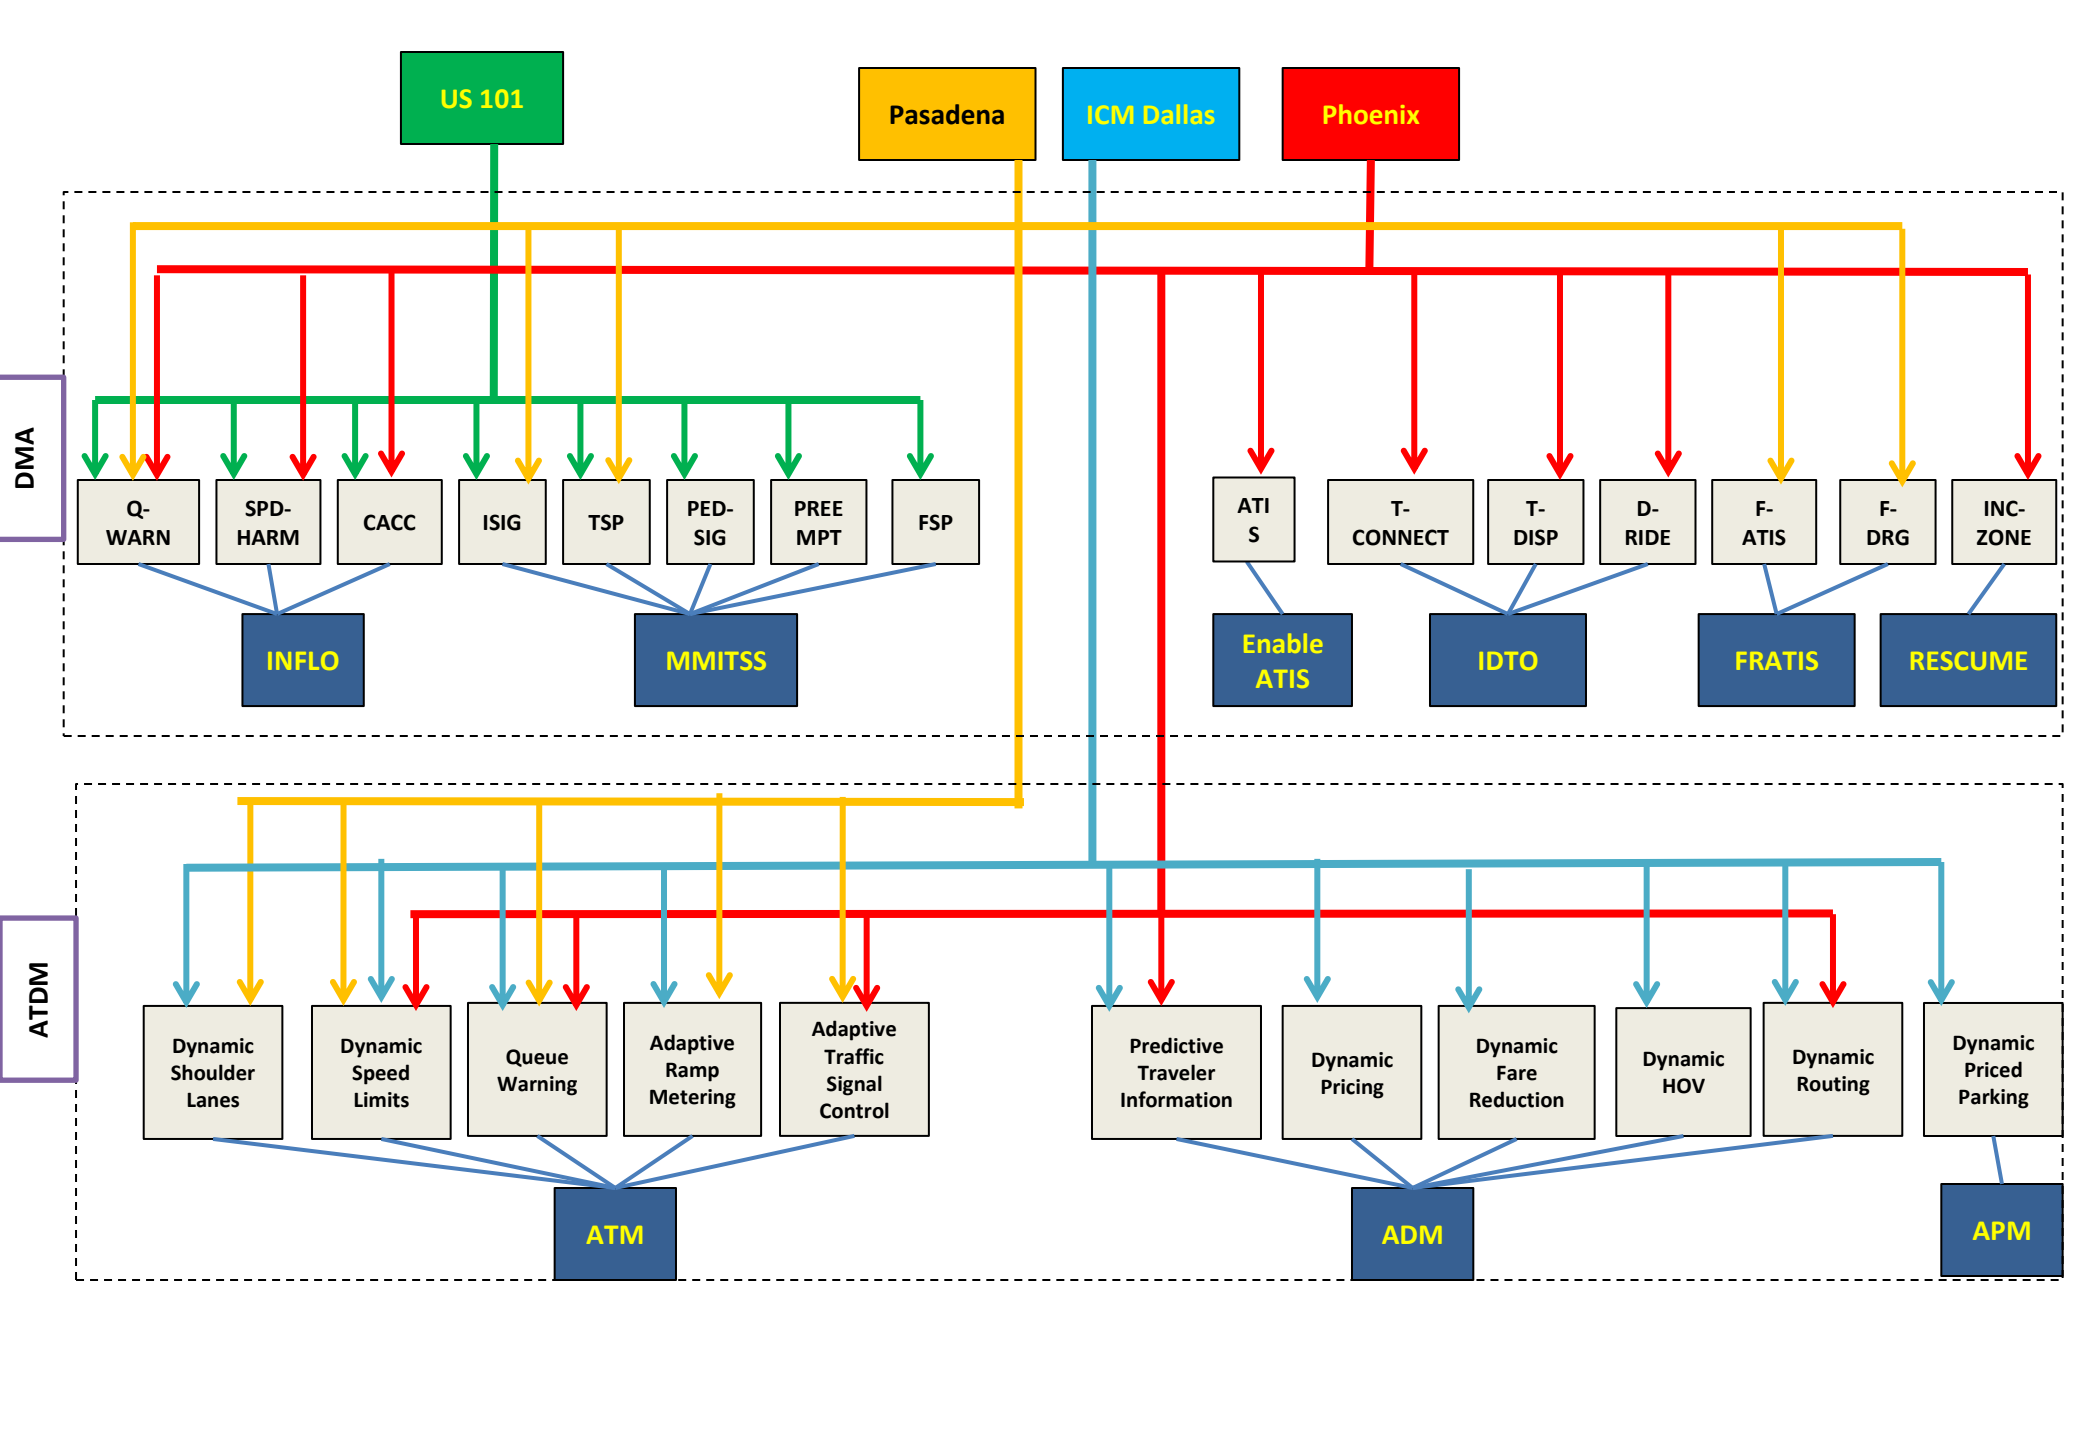 US 101
Pasadena
ICM Dallas
Phoenix
DMA
Q-
WARN
SPD-
HARM
CACC
ISIG
TSP
PED-
SIG
PREE
MPT
FSP
ATI
S
T-
CONNECT
T-
DISP
D-
RIDE
F-
ATIS
F-
DRG
INC-
ZONE
INFLO
MMITSS
Enable
ATIS
IDTO
FRATIS
RESCUME
ATDM
Dynamic
Shoulder
Lanes
Dynamic
Speed
Limits
Queue
Warning
Adaptive
Ramp
Metering
Adaptive
Traffic
Signal
Control
Predictive
Traveler
Information
Dynamic
Pricing
Dynamic
Fare
Reduction
Dynamic
HOV
Dynamic
Routing
Dynamic
Priced
Parking
ATM
ADM
APM